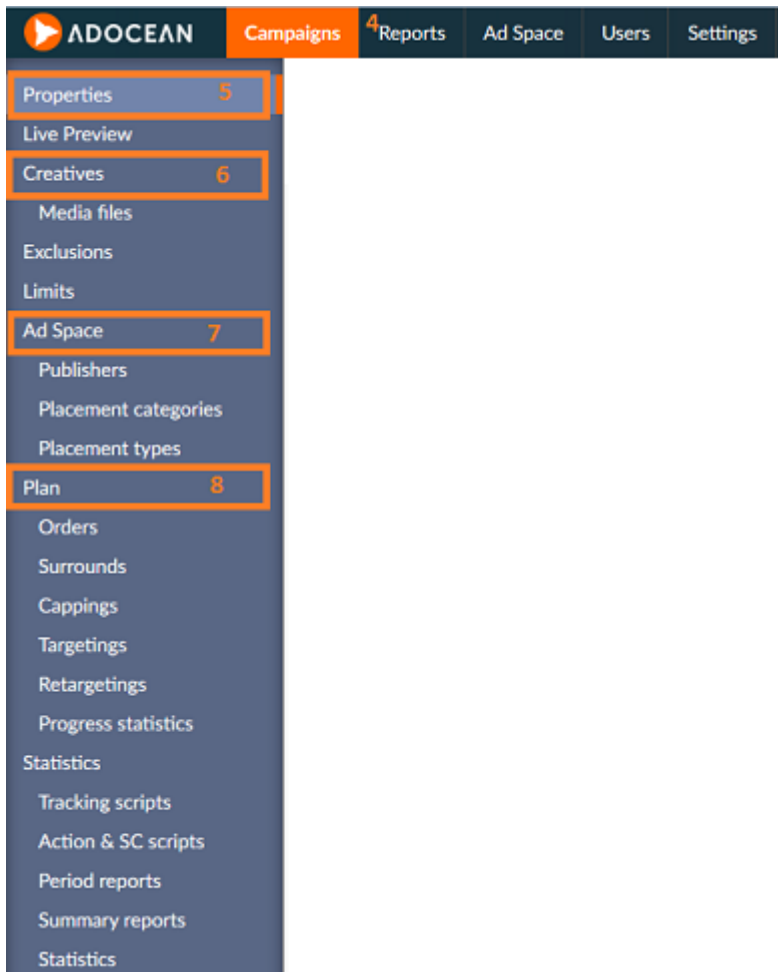 ADOCEAN Campaigns 4 Reports Ad Space Users Settings
Properties 5
Live Preview
Creatives 6
Media files
Exclusions
Limits
Ad Space 7
Publishers
Placement categories
Placement types
Plan 8
Orders
Surrounds
Cappings
Targetings
Retargetings
Progress statistics
Statistics
Tracking scripts
Action & SC scripts
Period reports
Summary reports
Statistics